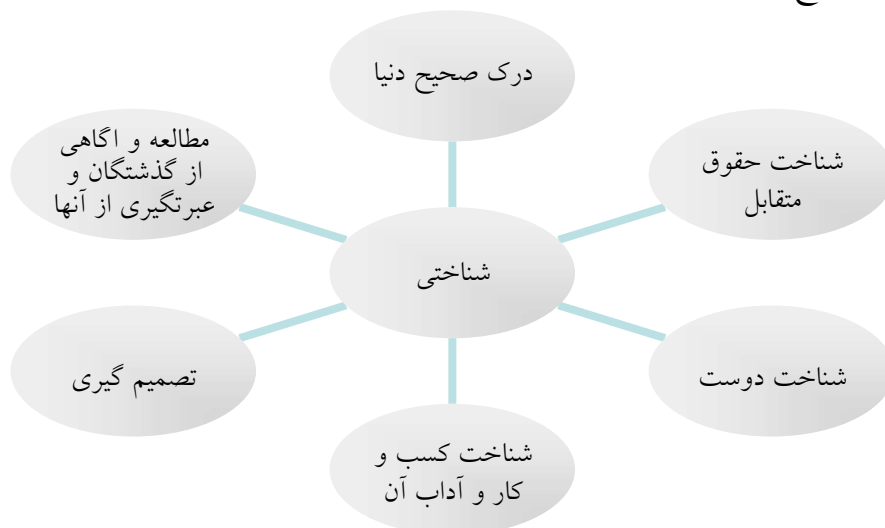 درک صحیح دنیا
شناخت حقوق
متقابل
شناخت دوست
شناخت کسب و
کار و آداب آن
تصمیم گیری
مطالعه و اگاهی
از گذشتگان و
عبرتگیری از آنها
شناختی